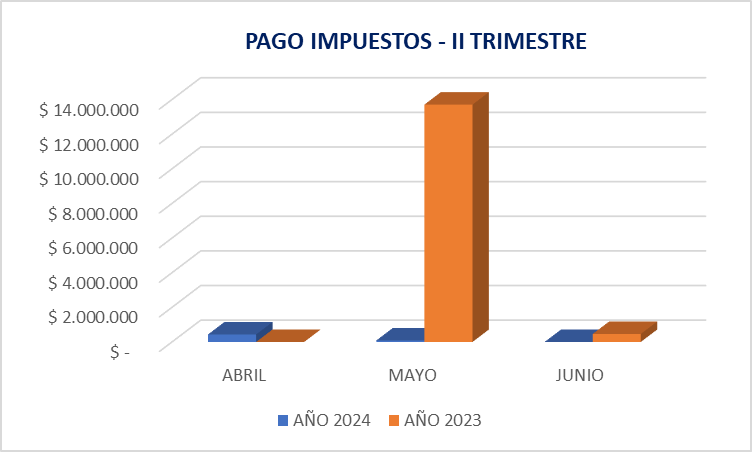 PAGO IMPUESTOS - II TRIMESTRE
$ 14.000.000
$ 12.000.000
$ 10.000.000
$ 8.000.000
$ 6.000.000
$ 4.000.000
$ 2.000.000
$ -
ABRIL MAYO JUNIO
AÑO 2024 AÑO 2023